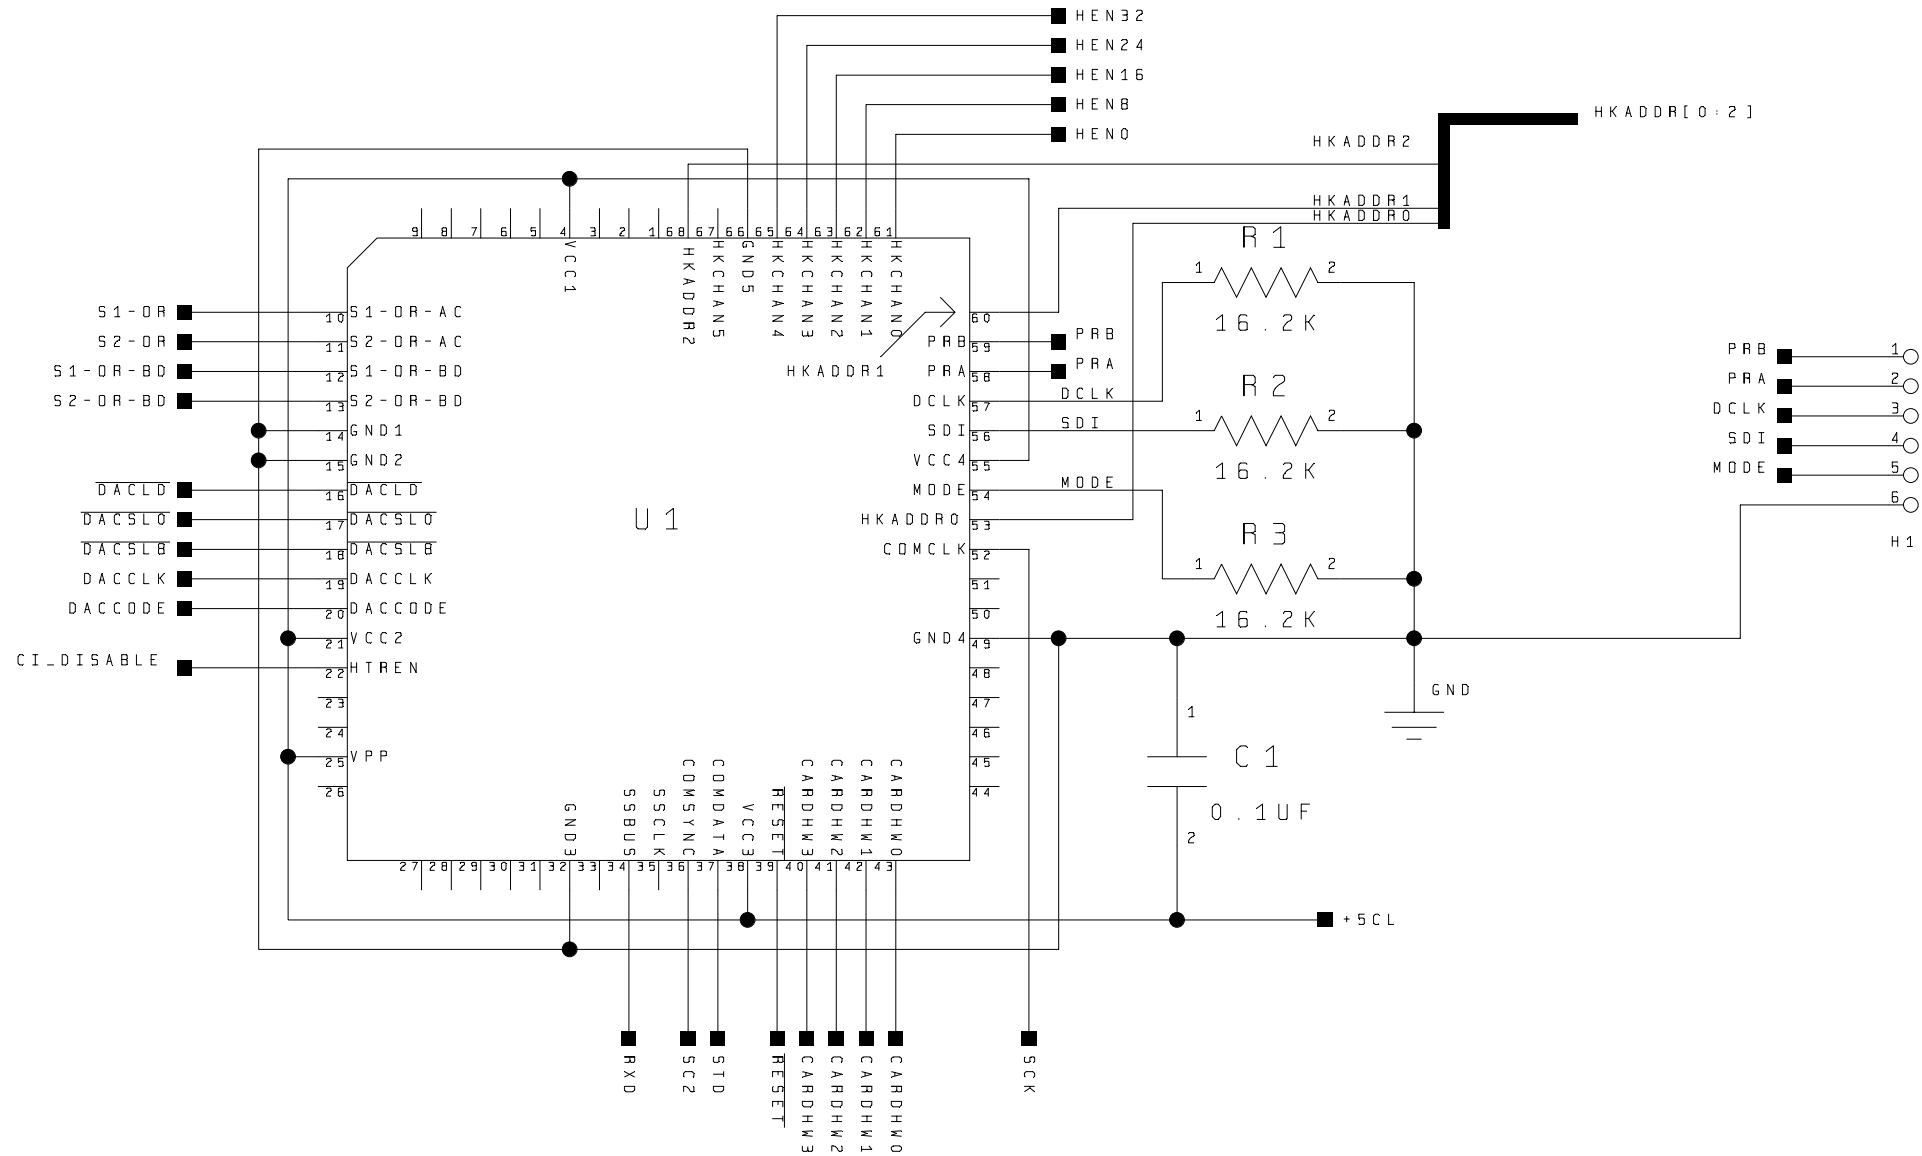 HEN32
HEN24
HEN16
HEN8
HEN0
HKADDR[0:2]
HKADDR2
HKADDR1
HKADDR0
9 8 7 6 5 4 3 2 1 68 67 66 65 64 63 62 61
VCC1
HKADDR2
HKCHAN5
GND5
HKCHAN4
HKCHAN3
HKCHAN2
HKCHAN1
HKCHAN0
HKADDR1
S1-OR 10 S1-OR-AC
S2-OR 11 S2-OR-AC
S1-OR-BD 12 S1-OR-BD
S2-OR-BD 13 S2-OR-BD
14 GND1
15 GND2
DACLD 16 DACLD
DACSL0 17 DACSL0
DACSLB 18 DACSLB
DACCLK 19 DACCLK
DACCODE 20 DACCODE
21 VCC2
CI_DISABLE 22 HTREN
23
24
25 VPP
26
U1
60
PRB 59 PRB
PRA 58 PRA
DCLK 57 DCLK
SDI 56 SDI
VCC4 55
MODE 54 MODE
HKADDR0 53
COMCLK 52
51
50
GND4 49
48
47
46
45
44
R1
1 2
16.2K
R2
1 2
16.2K
R3
1 2
16.2K
GND
1
C1
0.1UF
2
+5CL
PRB 1
PRA 2
DCLK 3
SDI 4
MODE 5
6
H1
GND3
SSBUS
SSCLK
COMSYNC
COMDATA
VCC3
RESET
CARDHW3
CARDHW2
CARDHW1
CARDHW0
27 28 29 30 31 32 33 34 35 36 37 38 39 40 41 42 43
RXD
SC2
STD
RESET
CARDHW3
CARDHW2
CARDHW1
CARDHW0
SCK